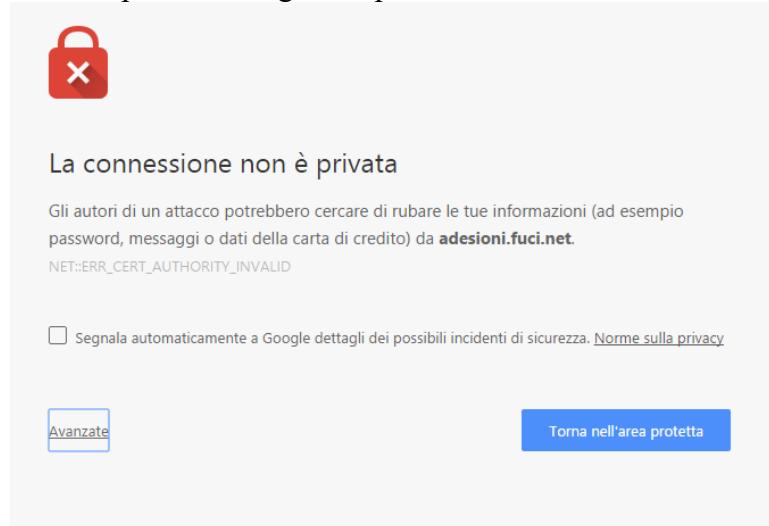 La connessione non è privata
Gli autori di un attacco potrebbero cercare di rubare le tue informazioni (ad esempio
password, messaggi o dati della carta di credito) da adesioni.fuci.net.
NET::ERR_CERT_AUTHORITY_INVALID
Segnala automaticamente a Google dettagli dei possibili incidenti di sicurezza. Norme sulla privacy
Avanzate
Torna nell'area protetta